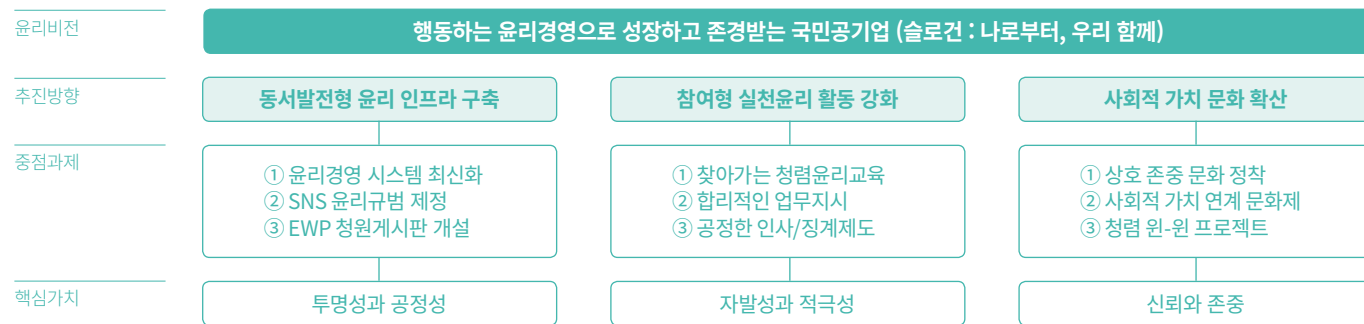 윤리비전
행동하는 윤리경영으로 성장하고 존경받는 국민공기업 (슬로건 : 나로부터, 우리 함께)
추진방향
동서발전형 윤리 인프라 구축
참여형 실천윤리 활동 강화
사회적 가치 문화 확산
중점과제
① 윤리경영 시스템 최신화
② SNS 윤리규범 제정
③ EWP 청원게시판 개설
① 찾아가는 청렴윤리교육
② 합리적인 업무지시
③ 공정한 인사/징계제도
① 상호 존중 문화 정착
② 사회적 가치 연계 문화제
③ 청렴 윈-윈 프로젝트
핵심가치
투명성과 공정성
자발성과 적극성
신뢰와 존중